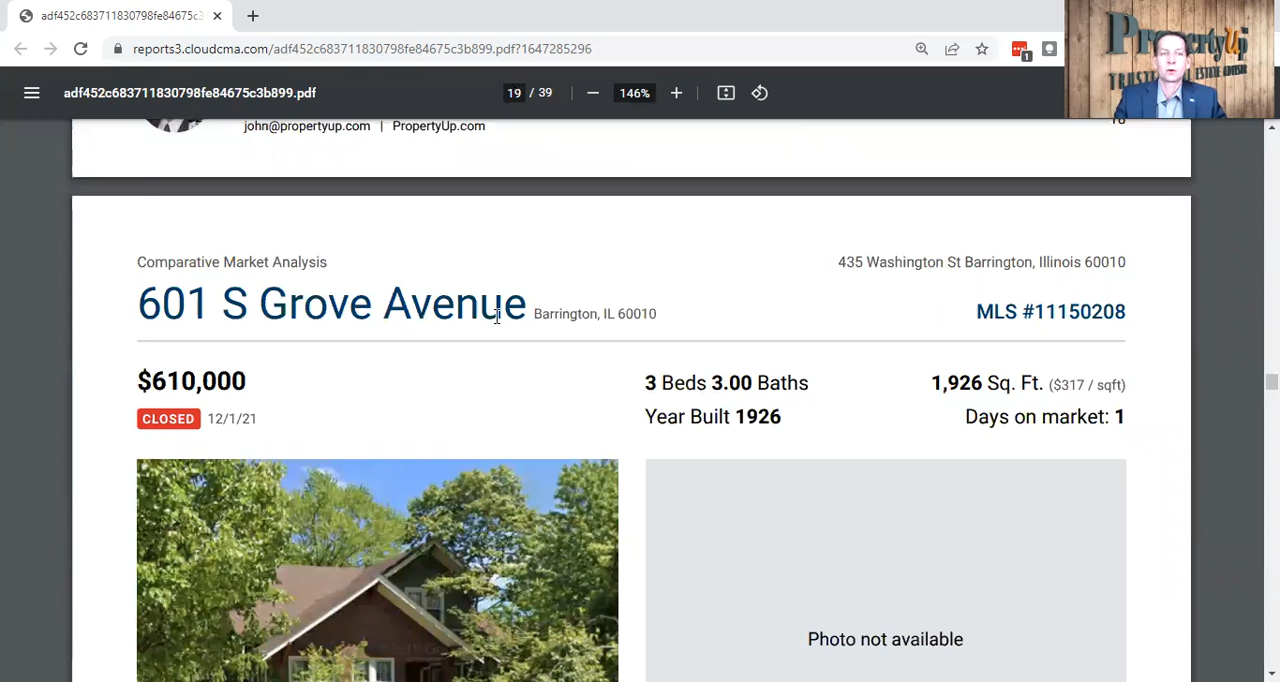 adf452c683711830798fe84675c3
reports3.cloudcma.com/adf452c683711830798fe84675c3b899.pdf?1647285296
1
PropertyUp
adf452c683711830798fe84675c3b899.pdf
19 / 39
146%
john@propertyup.com | PropertyUp.com
Comparative Market Analysis
435 Washington St Barrington, Illinois 60010
601 S Grove Avenue Barrington, IL 60010
MLS #11150208
$610,000
3 Beds 3.00 Baths
1,926 Sq. Ft. ($317 / sqft)
CLOSED 12/1/21
Year Built 1926
Days on market: 1
Photo not available